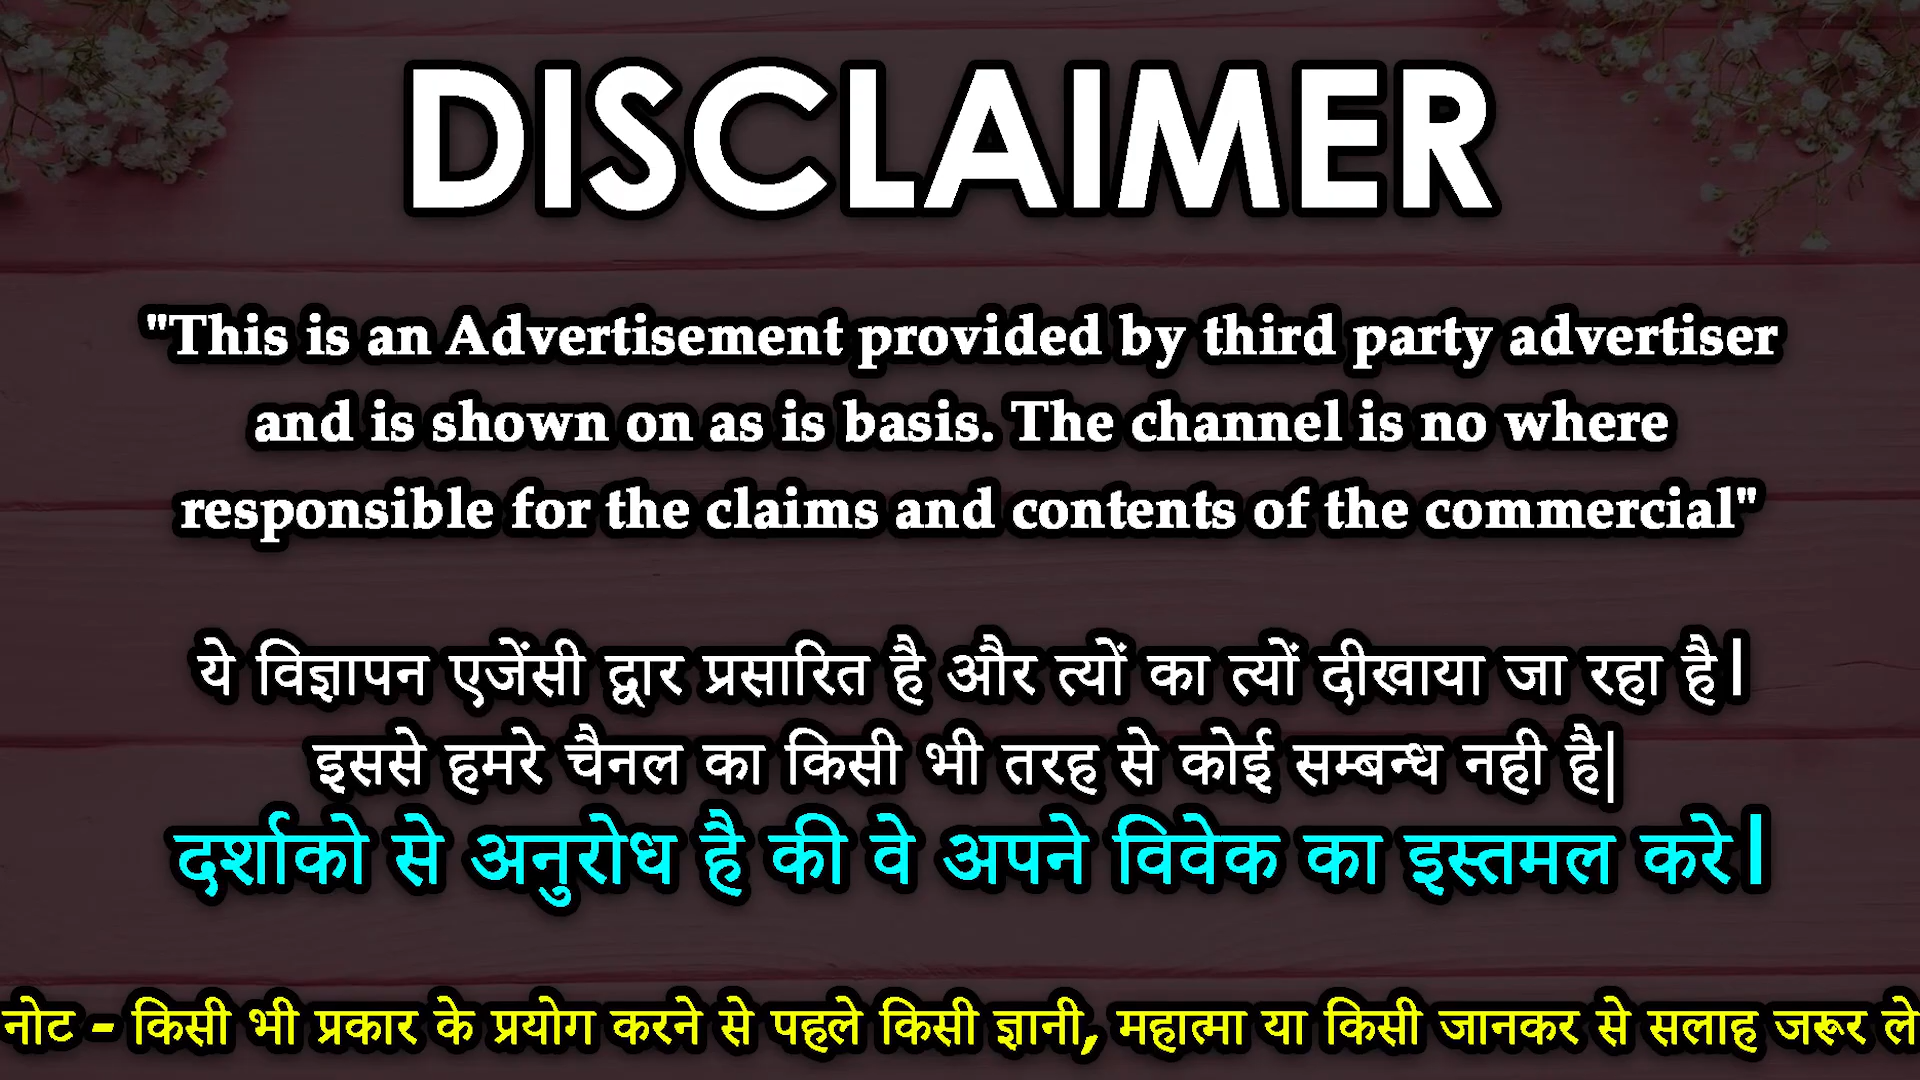 DISCLAIMER
"This is an Advertisement provided by third party advertiser
and is shown on as is basis. The channel is no where
responsible for the claims and contents of the commercial"
ये विज्ञापन एजेंसी द्वार प्रसारित है और त्यों का त्यों दीखाया जा रहा है।
इससे हमरे चैनल का किसी भी तरह से कोई सम्बन्ध नही है|
दर्शाको से अनुरोध है की वे अपने विवेक का इस्तमल करे।
नोट - किसी भी प्रकार के प्रयोग करने से पहले किसी ज्ञानी, महात्मा या किसी जानकर से सलाह जरूर ले